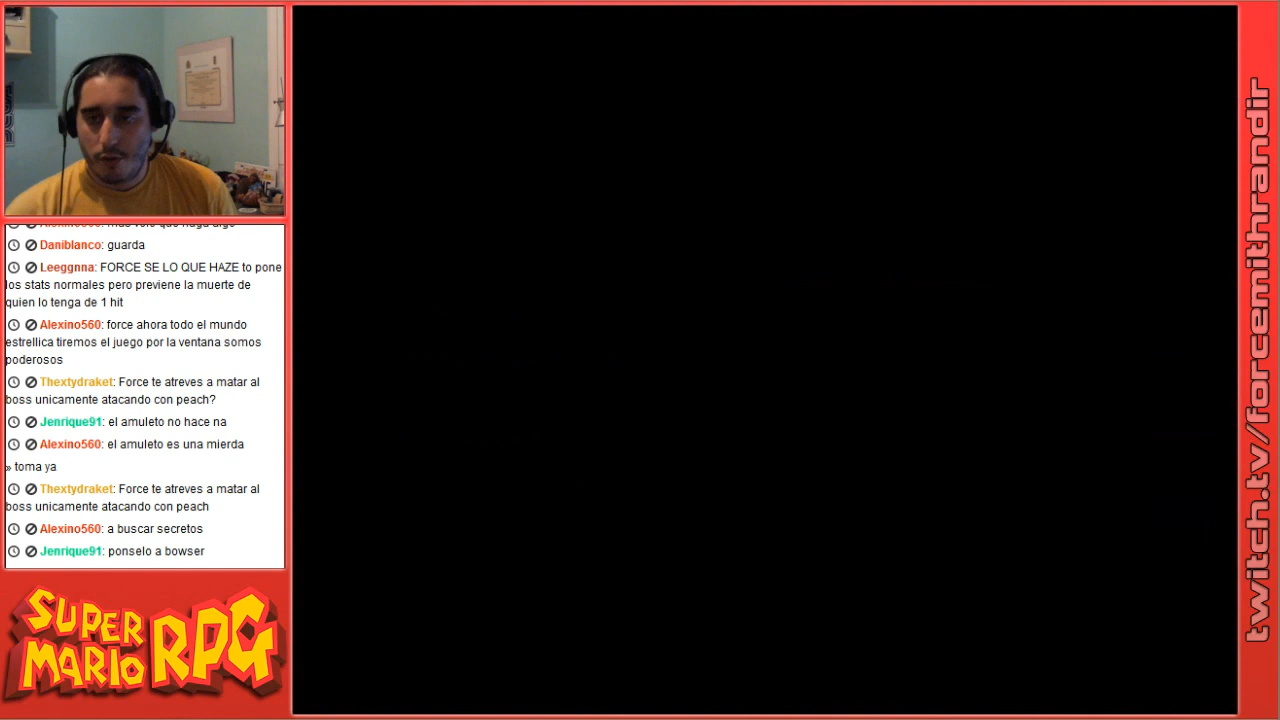 Daniblanco: guarda
Leeggnna: FORCE SE LO QUE HAZE to pone
los stats normales pero previene la muerte de
quien lo tenga de 1 hit
Alexino560: force ahora todo el mundo
estrellica tiremos el juego por la ventana somos
poderosos
Thextydraket: Force te atreves a matar al
boss unicamente atacando con peach?
Jenrique91: el amuleto no hace na
Alexino560: el amuleto es una mierda
» toma ya
Thextydraket: Force te atreves a matar al
boss unicamente atacando con peach
Alexino560: a buscar secretos
Jenrique91: ponselo a bowser
SUPER
MARIO
RPG
twitch.tv/forcemithrandir